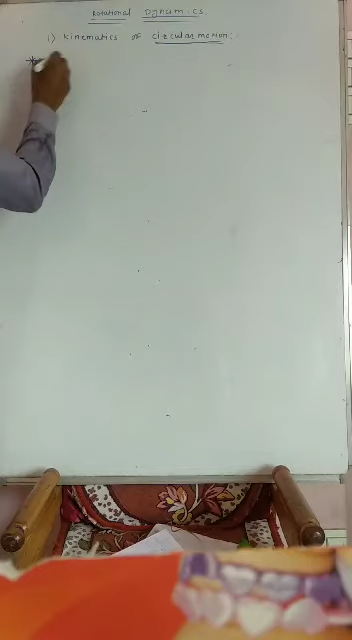 Rotational Dynamics
1) Kinematics of circular motion :
*